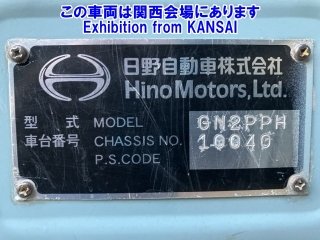 この車両は関西会場にあります
Exhibition from KANSAI
日野自動車株式会社
Hino Motors, Ltd.
型 式 MODEL GN2PPH
車台番号 CHASSIS NO. 10040
P.S.CODE